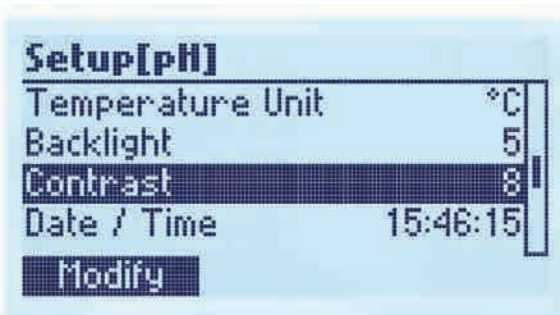 Setup[pH]
Temperature Unit °C
Backlight 5
Contrast 8
Date / Time 15:46:15
Modify